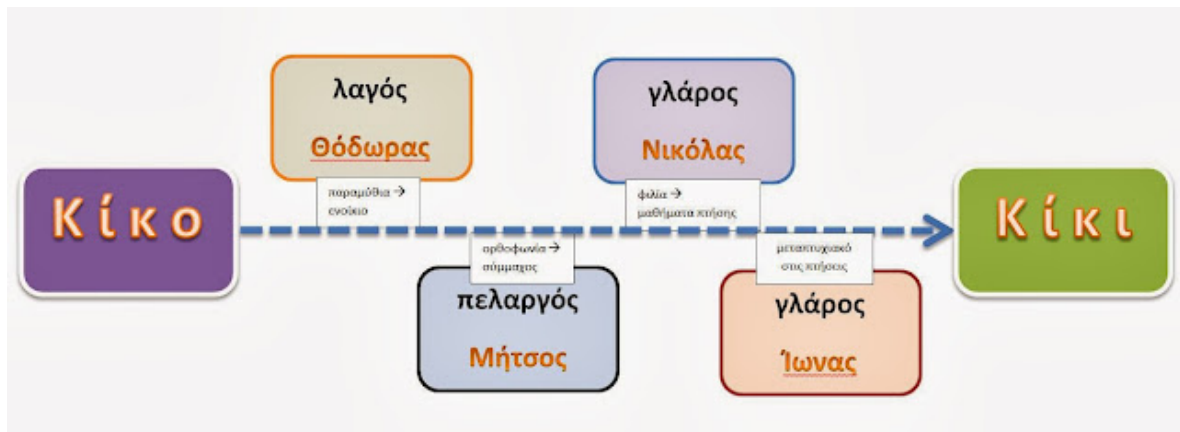 Κίκο
λαγός
Θόδωρας
παραμύθια →
ενοίκιο
πελαργός
Μήτσος
ορθοφωνία →
σύμμαχος
γλάρος
Νικόλας
φιλία →
μαθήματα πτήσης
γλάρος
Ίωνας
μεταπτυχιακό
στις πτήσεις
Κίκι